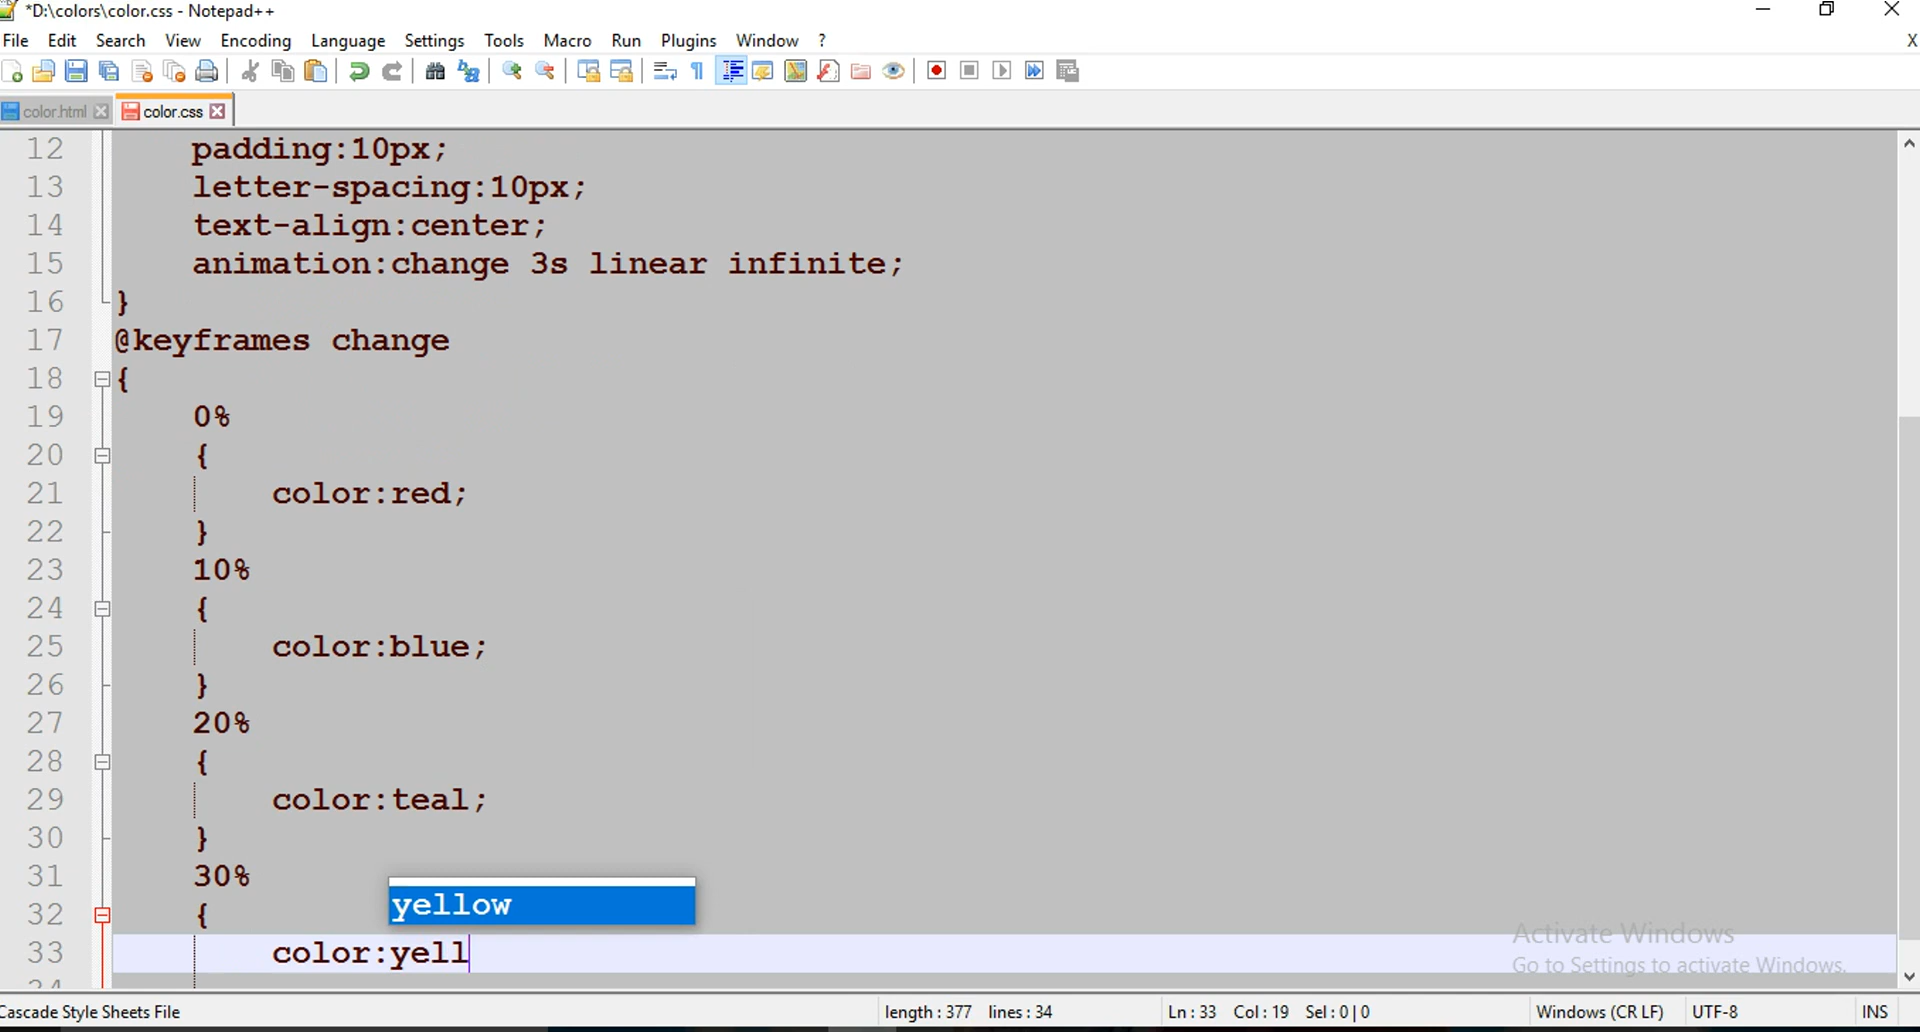 *D:\colors\color.css - Notepad++
File Edit Search View Encoding Language Settings Tools Macro Run Plugins Window ? X
color.html color.css
12 padding:10px;
13 letter-spacing:10px;
14 text-align:center;
15 animation:change 3s linear infinite;
16 }
17 @keyframes change
18 {
19 0%
20 {
21 color:red;
22 }
23 10%
24 {
25 color:blue;
26 }
27 20%
28 {
29 color:teal;
30 }
31 30%
yellow
32 {
33 color:yell
34
Activate Windows
Go to Settings to activate Windows.
Cascade Style Sheets File length : 377 lines : 34 Ln : 33 Col : 19 Sel : 0 | 0 Windows (CR LF) UTF-8 INS